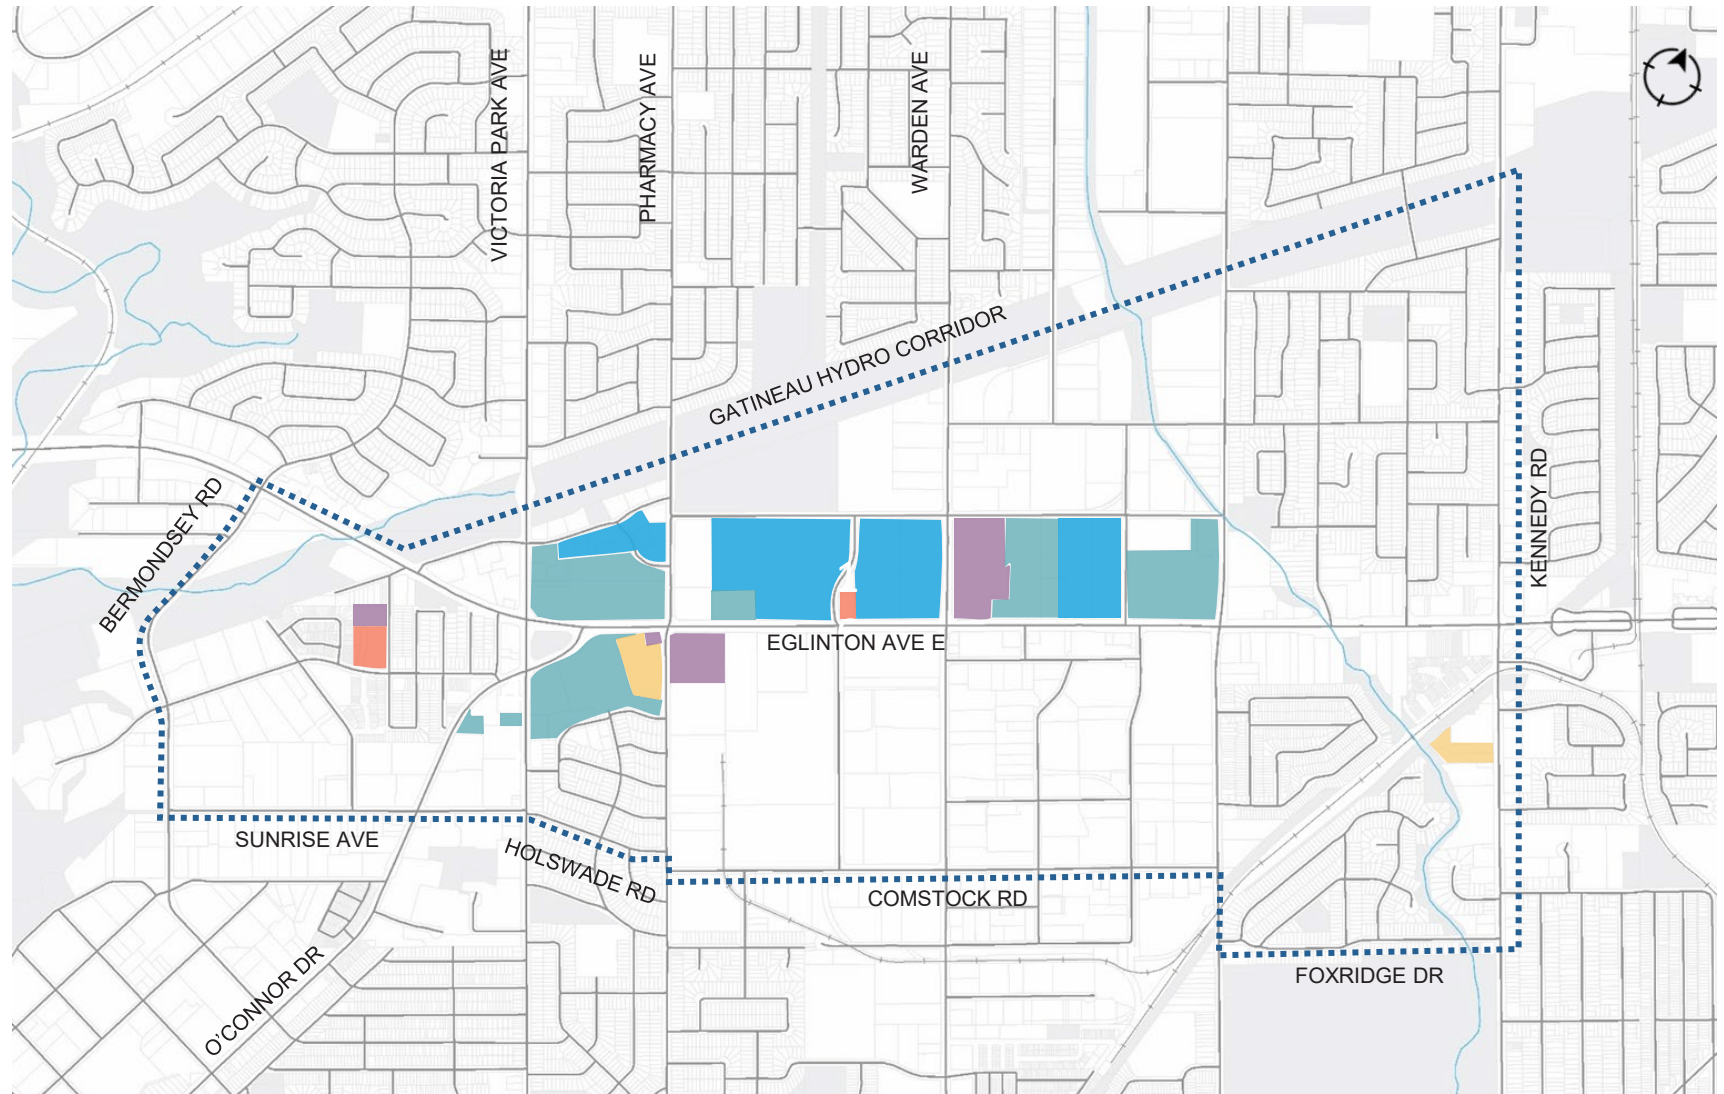 VICTORIA PARK AVE
PHARMACY AVE
WARDEN AVE
GATINEAU HYDRO CORRIDOR
BERMONDSEY RD
KENNEDY RD
EGLINTON AVE E
SUNRISE AVE
HOLSWADE RD
COMSTOCK RD
O'CONNOR DR
FOXRIDGE DR